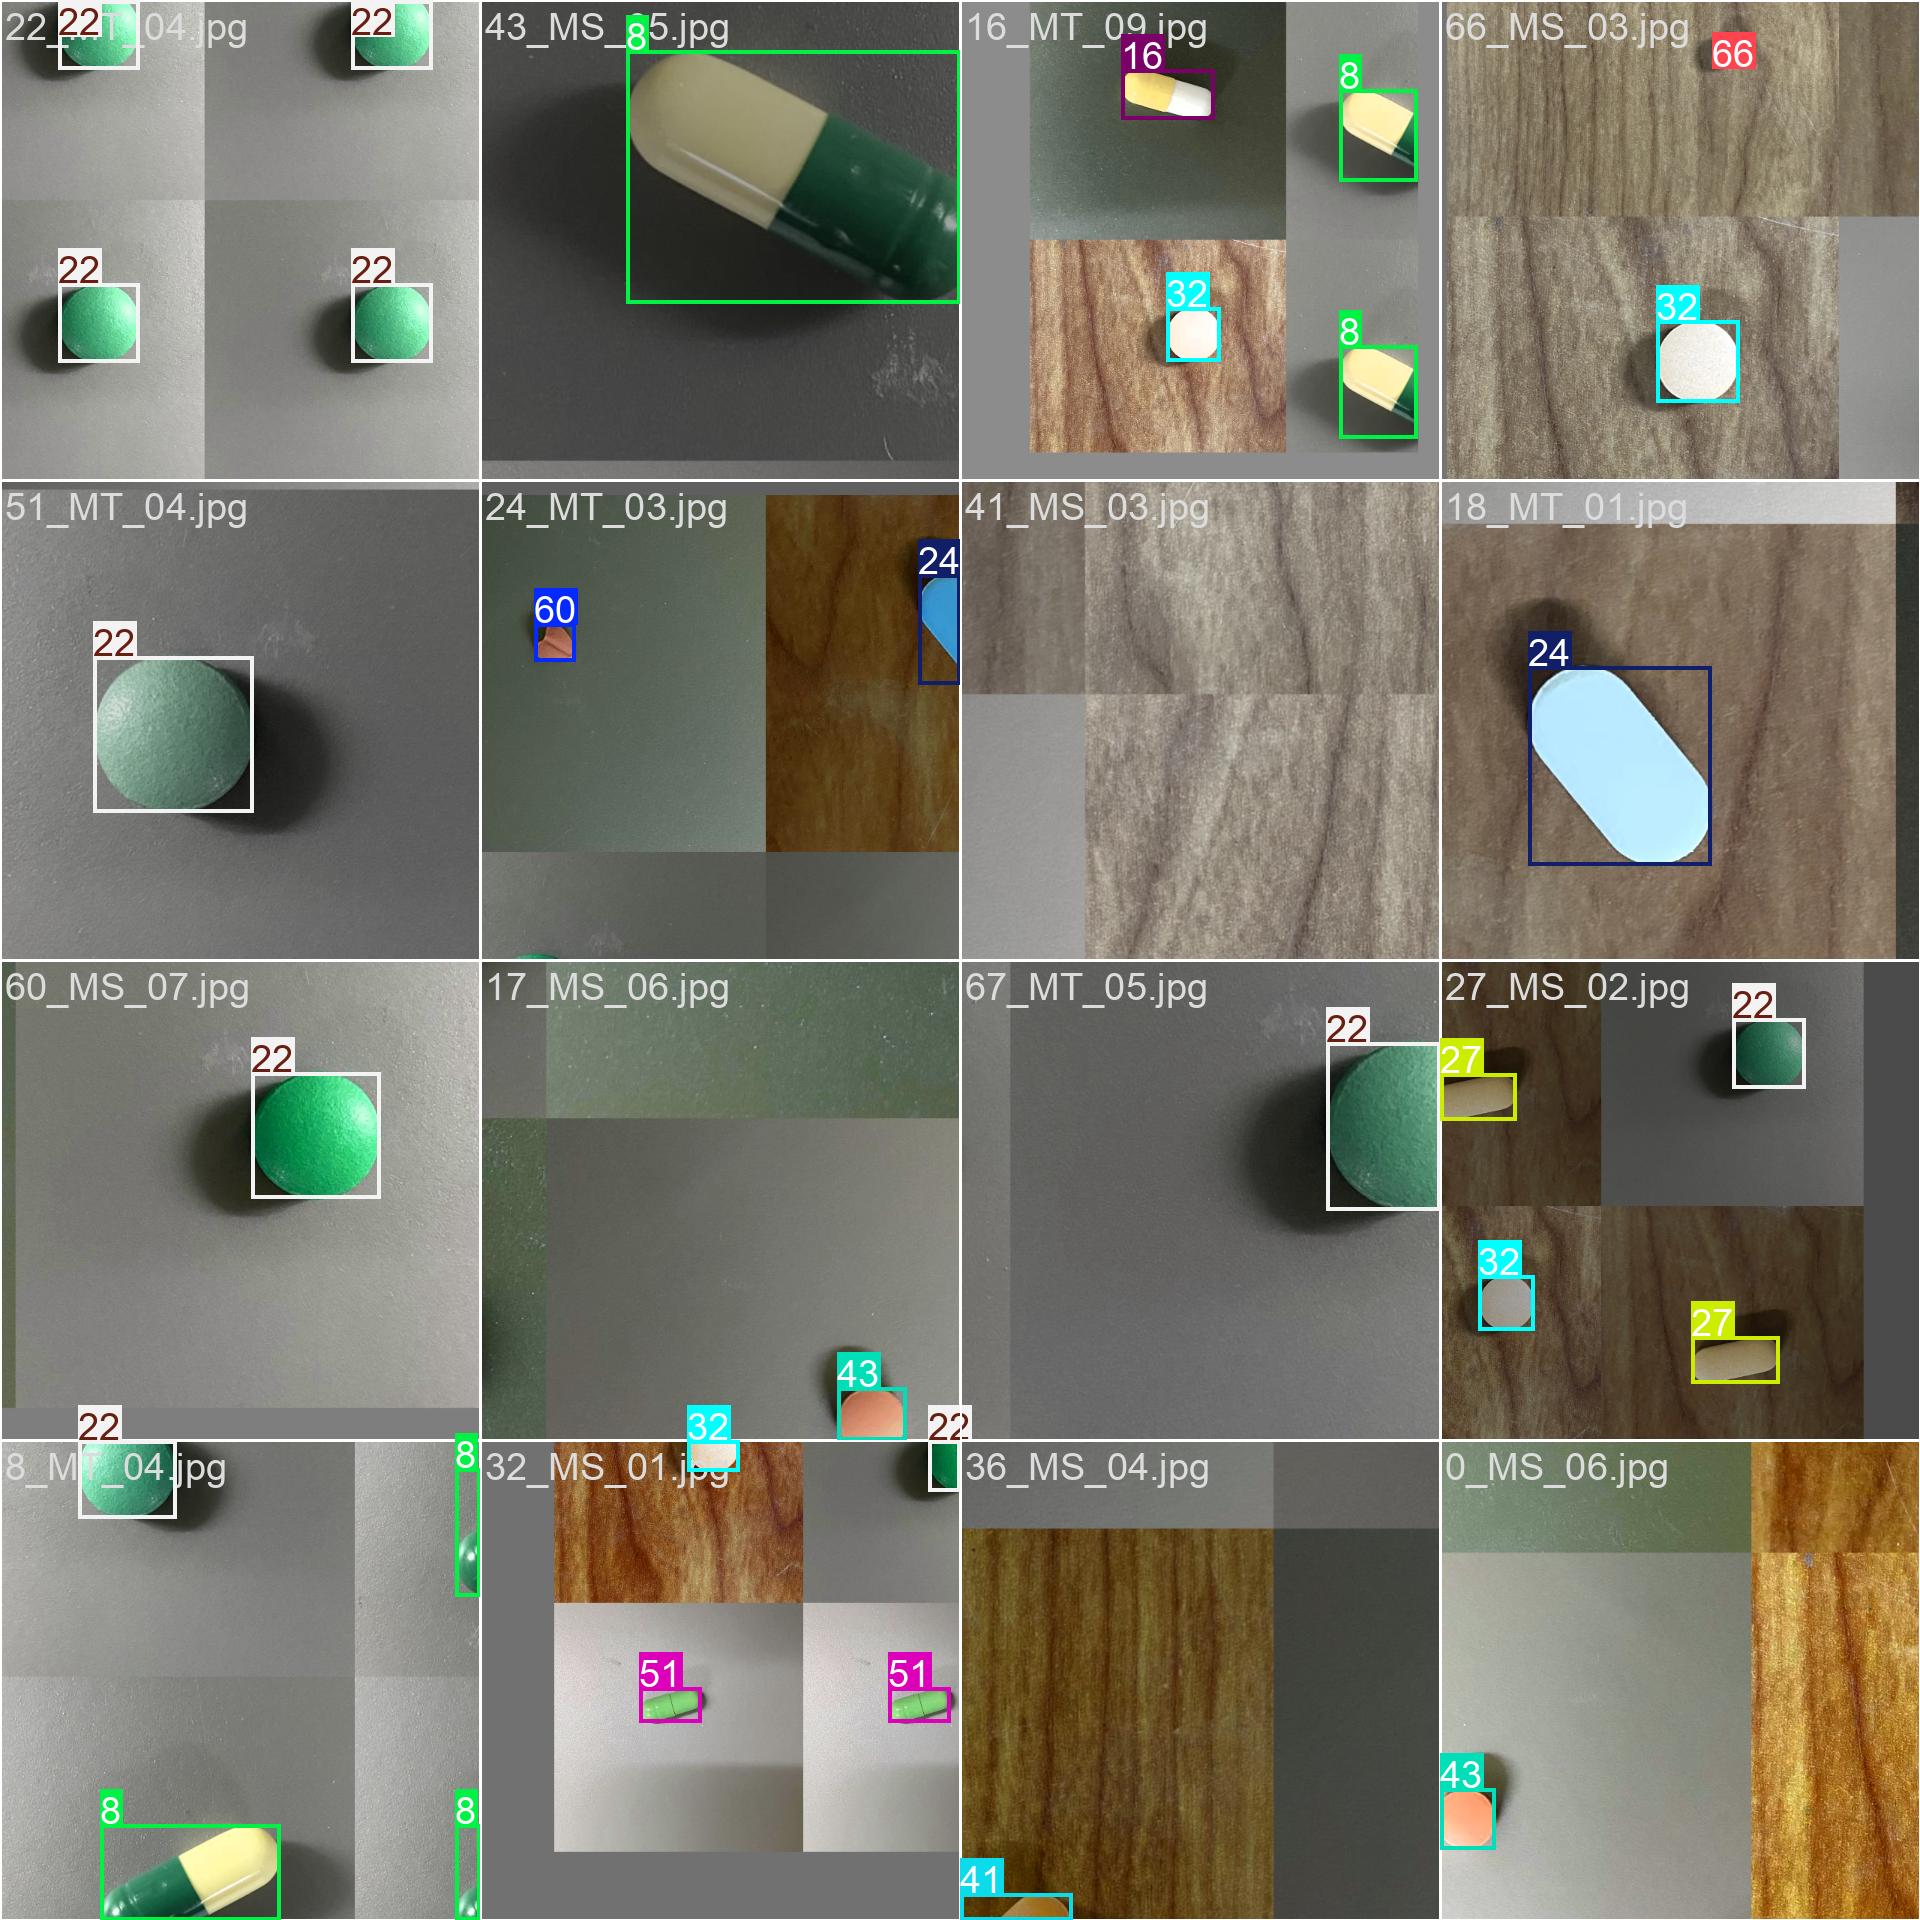 22_MT_04.jpg
22
22
22
22
43_MS_05.jpg
8
16_MT_09.jpg
16
8
32
8
66_MS_03.jpg
66
32
51_MT_04.jpg
22
24_MT_03.jpg
60
24
41_MS_03.jpg
18_MT_01.jpg
24
60_MS_07.jpg
22
17_MS_06.jpg
43
67_MT_05.jpg
22
27_MS_02.jpg
22
27
32
27
8_MT_04.jpg
22
8
8
8
32_MS_01.jpg
32
22
51
51
36_MS_04.jpg
41
0_MS_06.jpg
43